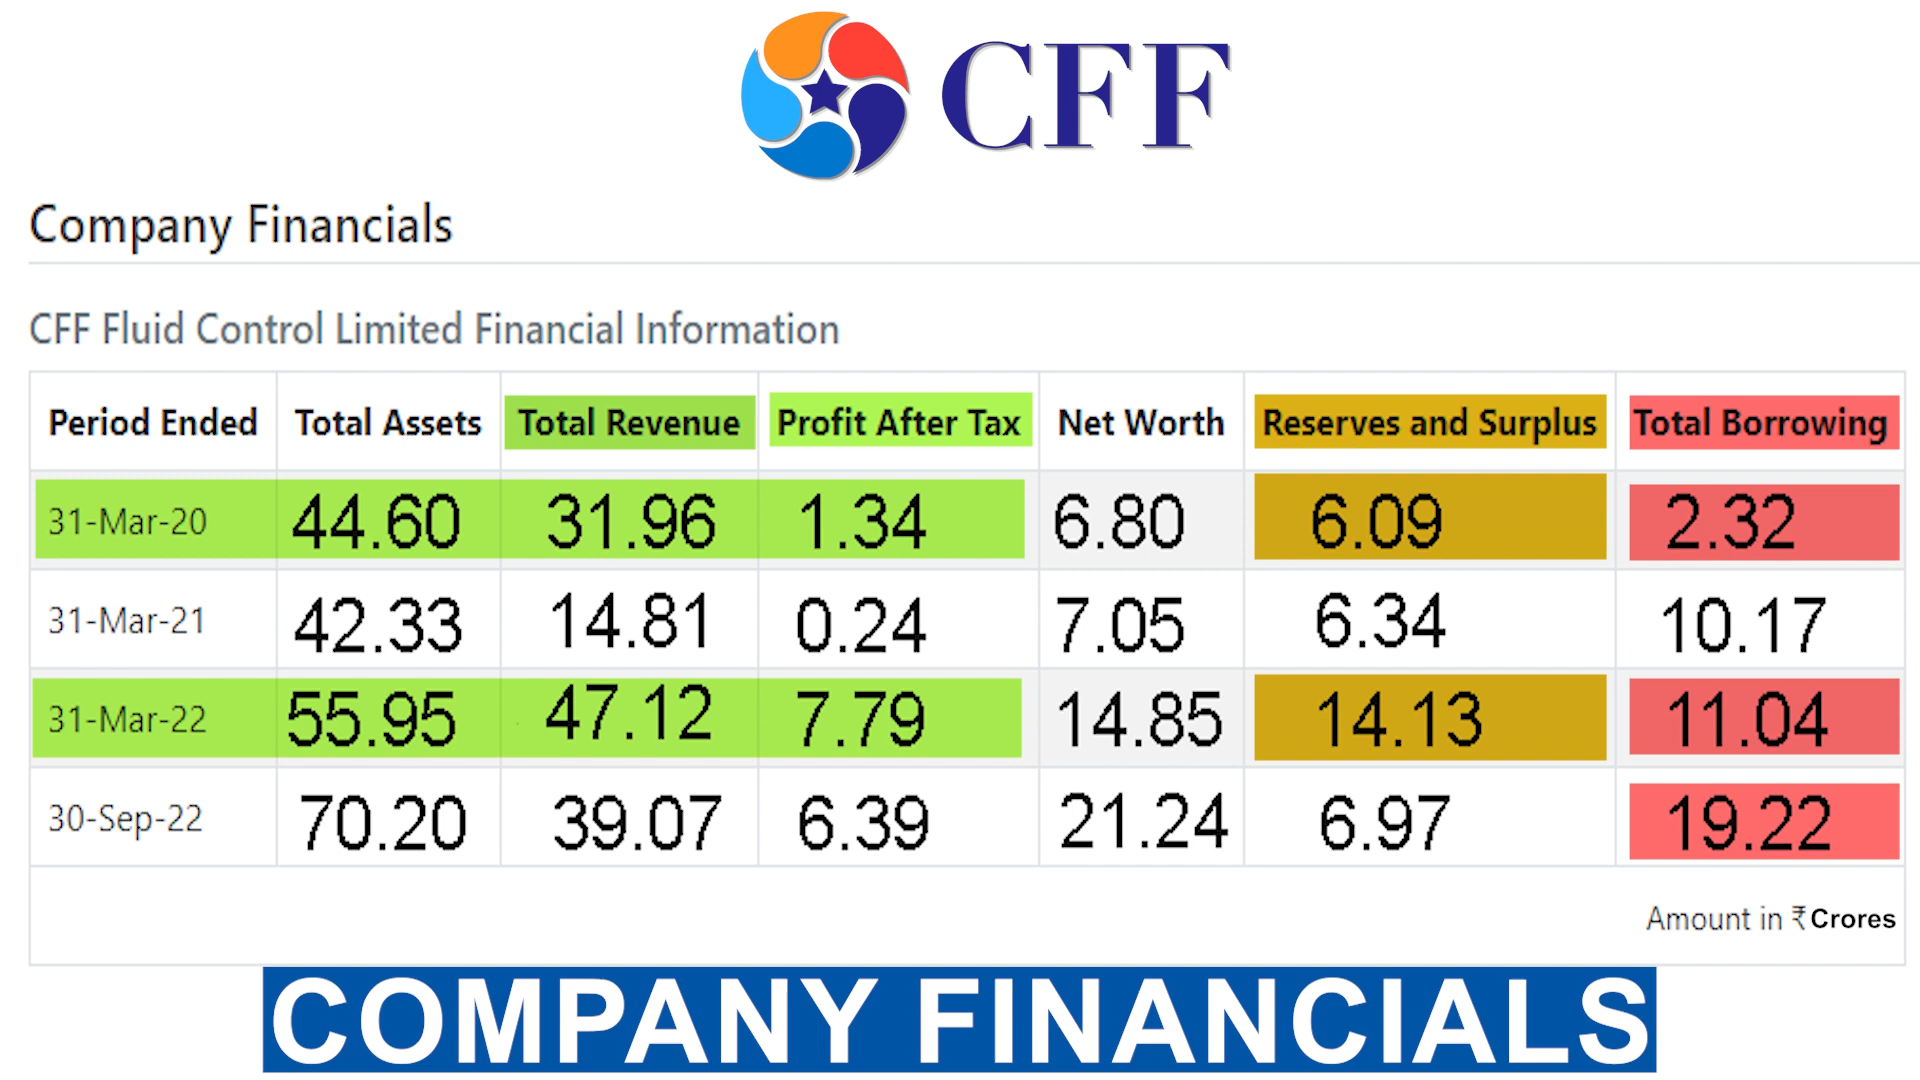 CFF
Company Financials
CFF Fluid Control Limited Financial Information
Period Ended Total Assets Total Revenue Profit After Tax Net Worth Reserves and Surplus Total Borrowing
31-Mar-20 44.60 31.96 1.34 6.80 6.09 2.32
31-Mar-21 42.33 14.81 0.24 7.05 6.34 10.17
31-Mar-22 55.95 47.12 7.79 14.85 14.13 11.04
30-Sep-22 70.20 39.07 6.39 21.24 6.97 19.22
Amount in ₹ Crores
COMPANY FINANCIALS